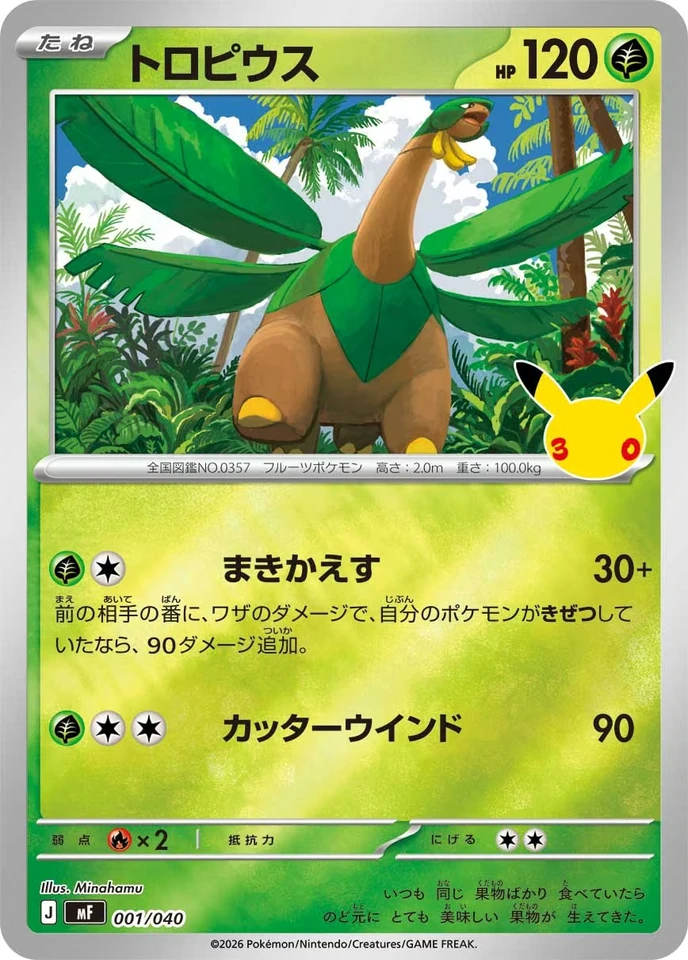 たね
トロピウス
HP 120
30
全国図鑑NO.0357 フルーツポケモン 高さ:2.0m 重さ:100.0kg
まきかえす 30+
前の相手の番に、ワザのダメージで、自分のポケモンがきぜつして
いたなら、90ダメージ追加。
カッターウインド 90
弱点 ×2 抵抗力 にげる
Illus. Minahamu
いつも 同じ 果物ばかり 食べていたら
のど元に とても 美味しい 果物が 生えてきた。
J mF 001/040
©2026 Pokémon/Nintendo/Creatures/GAME FREAK.